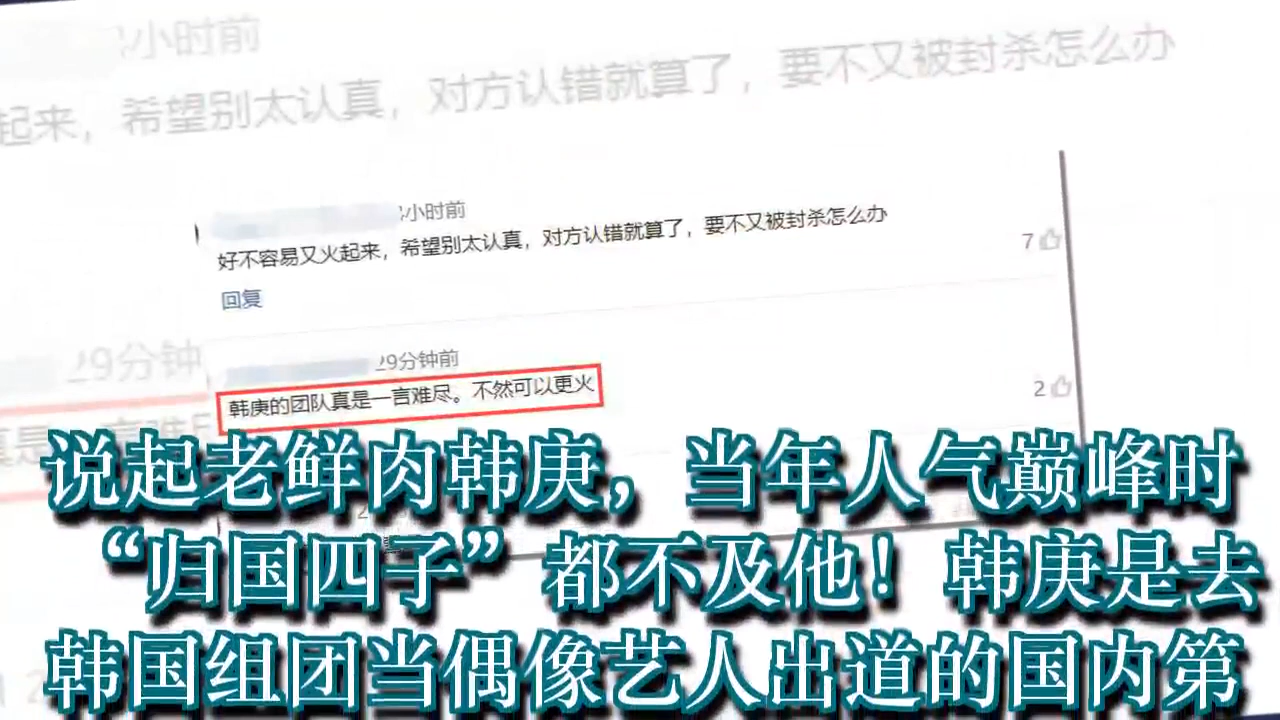 小时前
起来，希望别太认真，对方认错就算了，要不又被封杀怎么办
小时前
好不容易又火起来，希望别太认真，对方认错就算了，要不又被封杀怎么办
7
回复
29分钟
29分钟前
韩庚的团队真是一言难尽。不然可以更火
2
说起老鲜肉韩庚，当年人气巅峰时
“归国四子”都不及他！韩庚是去
韩国组团当偶像艺人出道的国内第